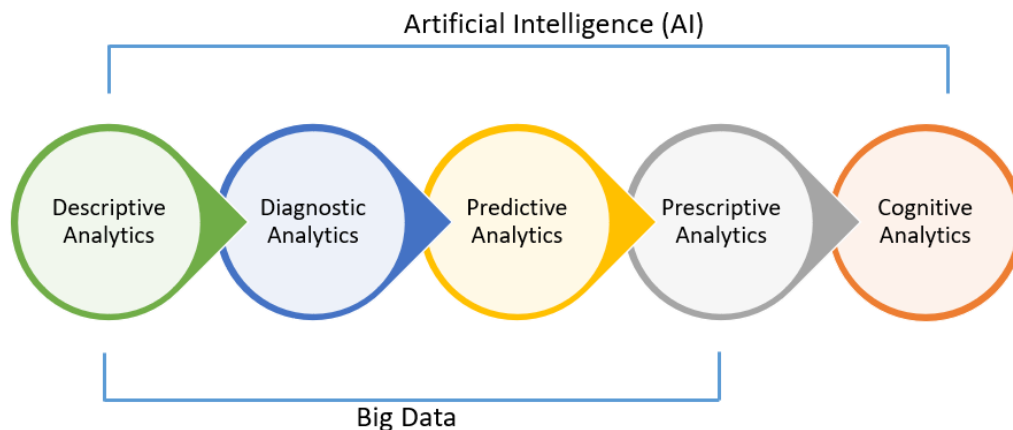 Artificial Intelligence (AI)
Descriptive
Analytics
Diagnostic
Analytics
Predictive
Analytics
Prescriptive
Analytics
Cognitive
Analytics
Big Data